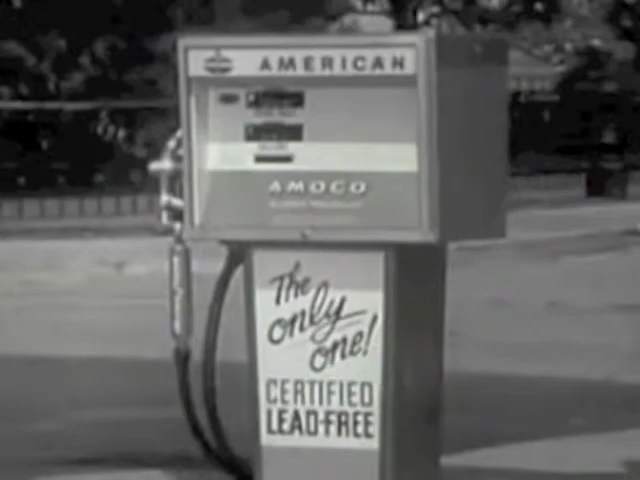 AMERICAN
AMOCO
The
only
one!
CERTIFIED
LEAD-FREE